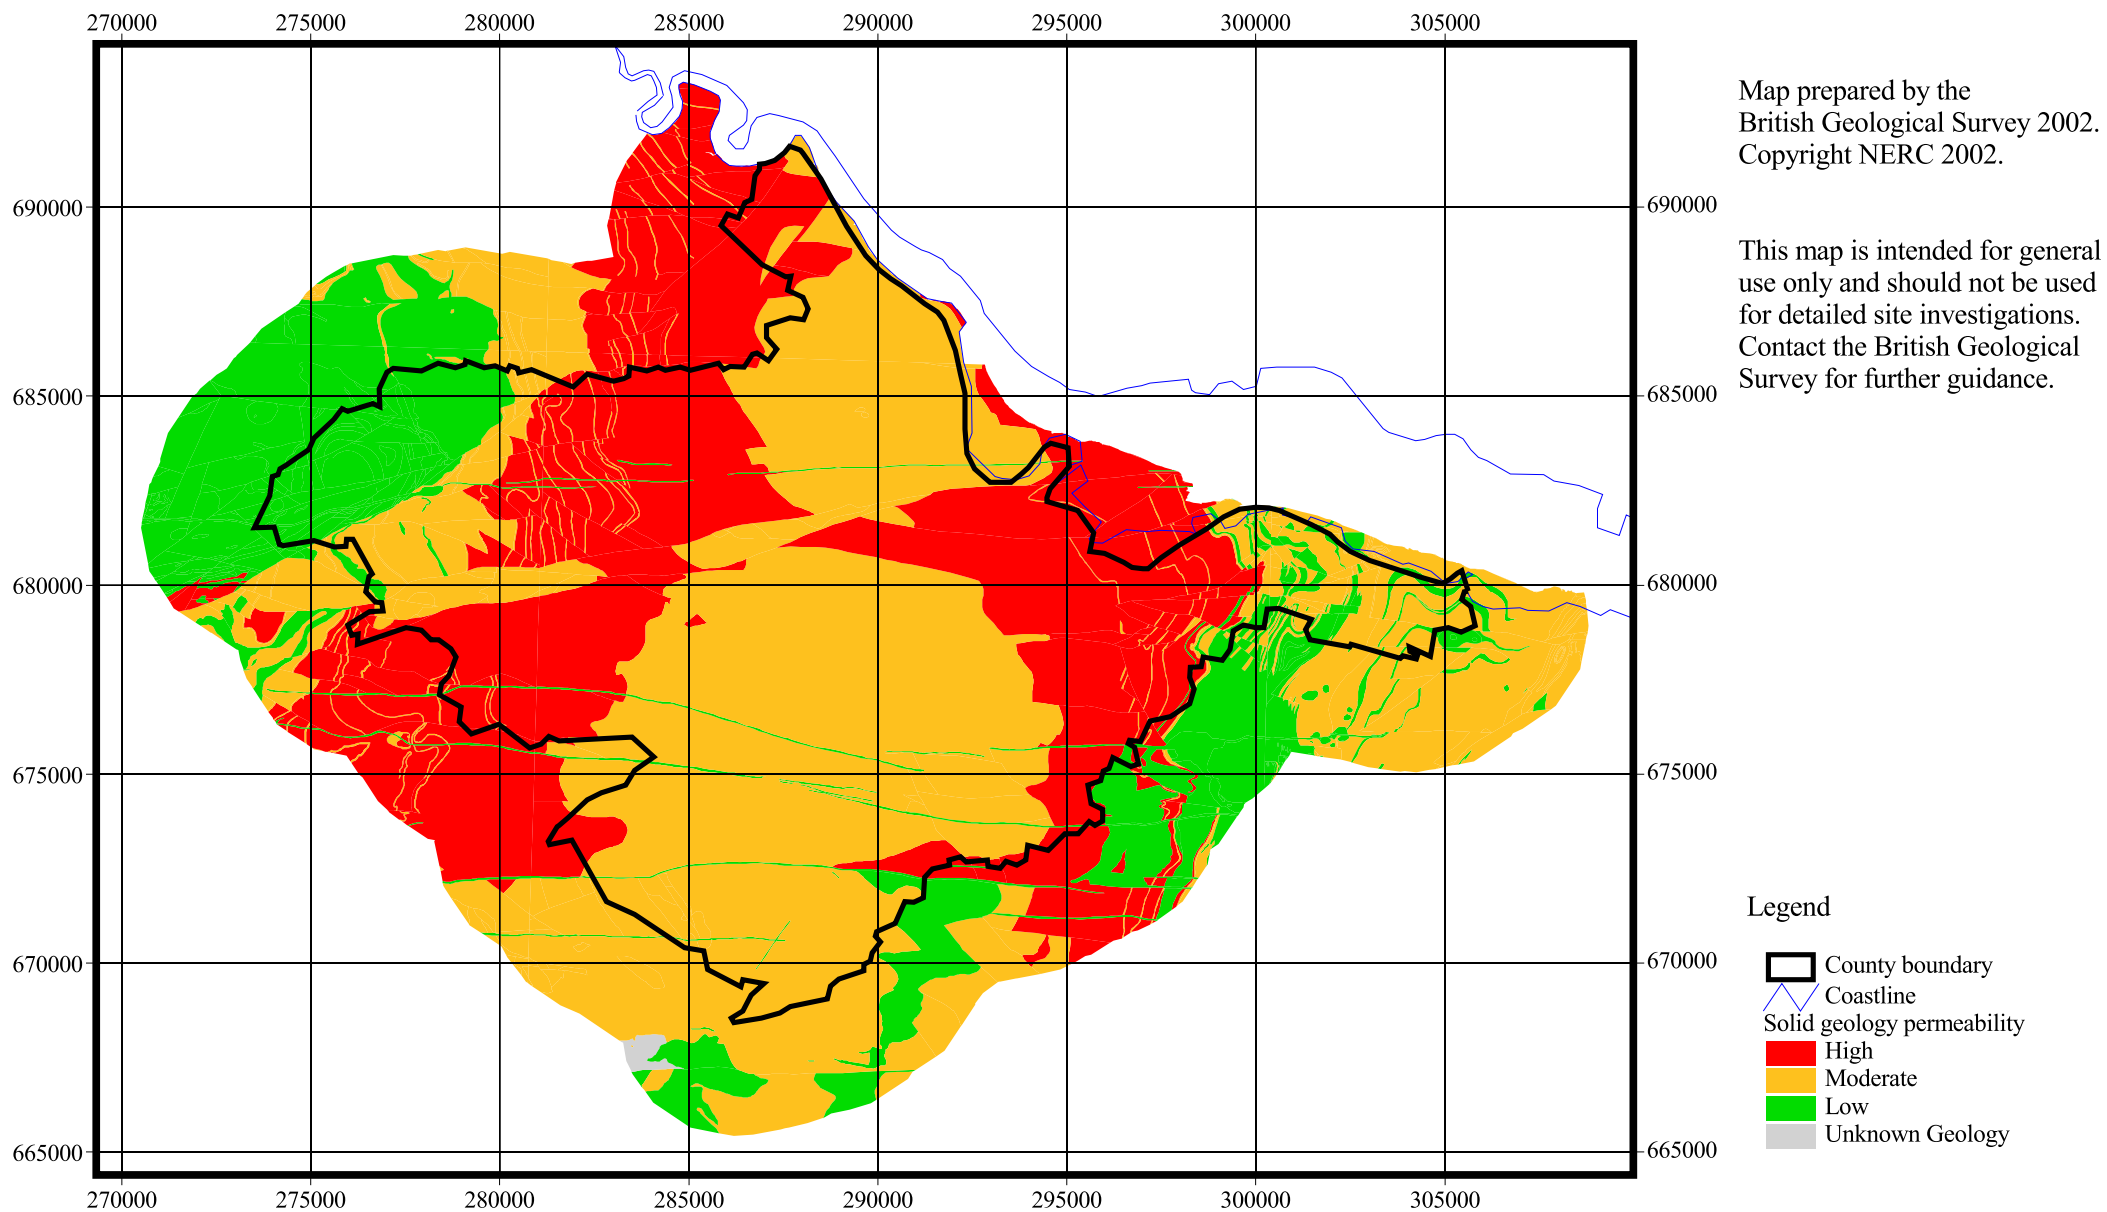 270000 275000 280000 285000 290000 295000 300000 305000
Map prepared by the
British Geological Survey 2002.
Copyright NERC 2002.
690000 690000
This map is intended for general
use only and should not be used
for detailed site investigations.
Contact the British Geological
Survey for further guidance.
685000 685000
680000 680000
675000 675000
Legend
670000 670000
County boundary
Coastline
Solid geology permeability
High
Moderate
Low
Unknown Geology
665000 665000
270000 275000 280000 285000 290000 295000 300000 305000